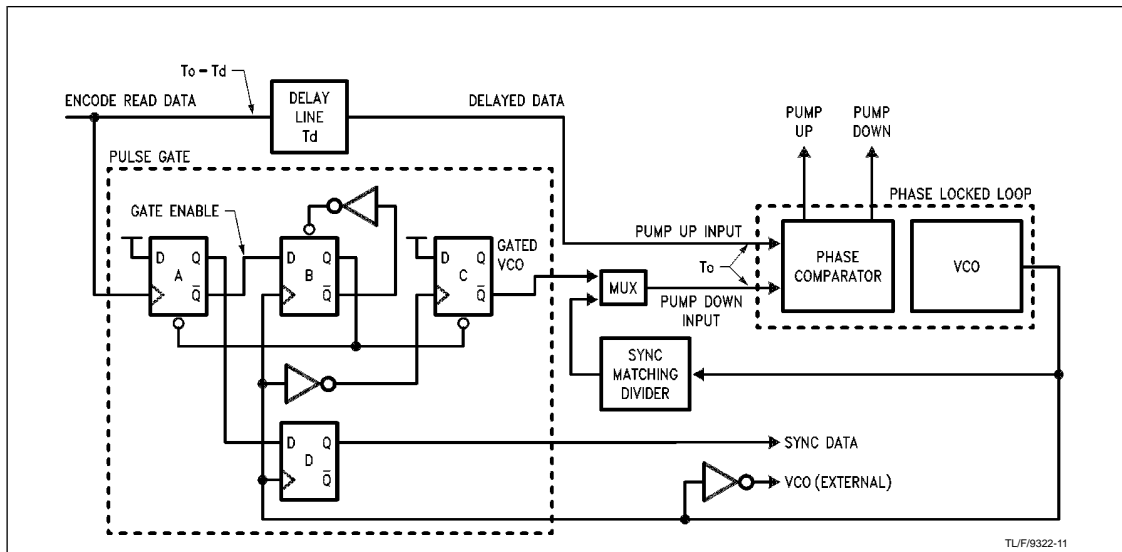 To – Td
ENCODE READ DATA
DELAY
LINE
Td
DELAYED DATA
PUMP
UP
PUMP
DOWN
PULSE GATE
PHASE LOCKED LOOP
GATE ENABLE
D Q
A
Q̅
D Q
B
Q̅
D Q
C
Q̅
GATED
VCO
PUMP UP INPUT
To
MUX
PUMP DOWN
INPUT
PHASE
COMPARATOR
VCO
SYNC
MATCHING
DIVIDER
D Q
D
Q̅
SYNC DATA
VCO (EXTERNAL)
TL/F/9322-11